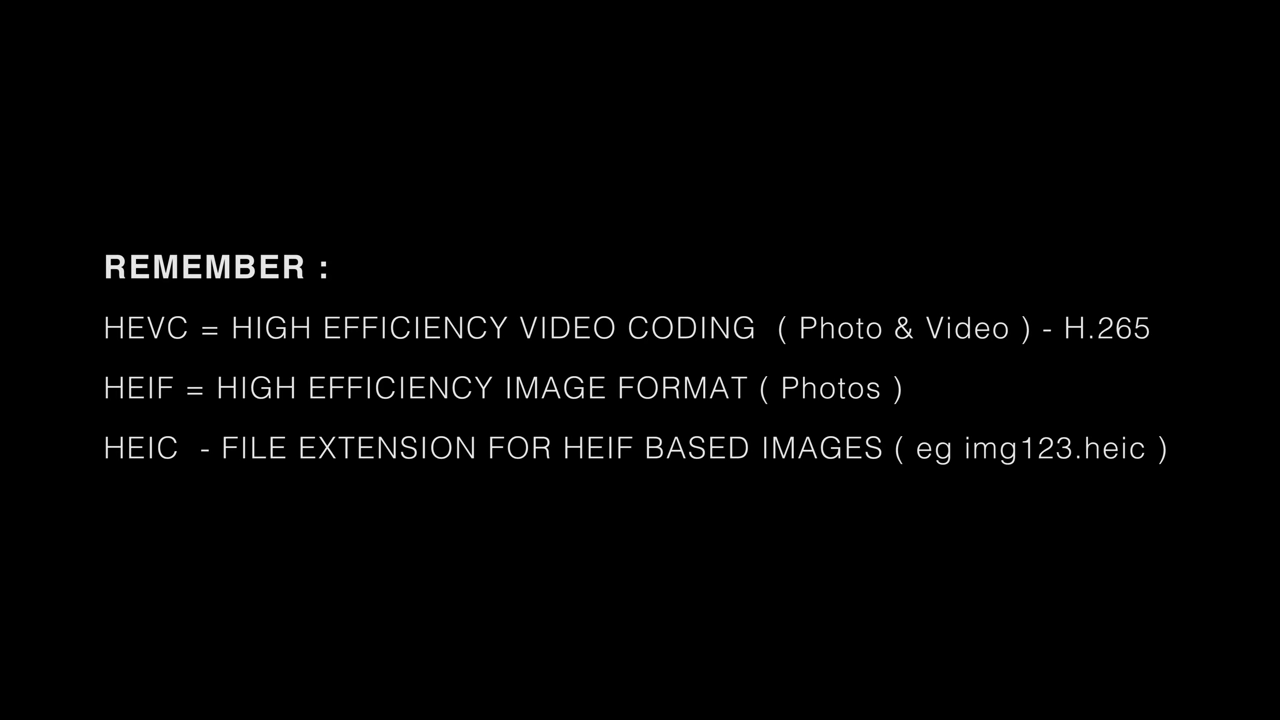 REMEMBER :
HEVC = HIGH EFFICIENCY VIDEO CODING  ( Photo & Video ) - H.265
HEIF = HIGH EFFICIENCY IMAGE FORMAT ( Photos )
HEIC  - FILE EXTENSION FOR HEIF BASED IMAGES ( eg img123.heic )